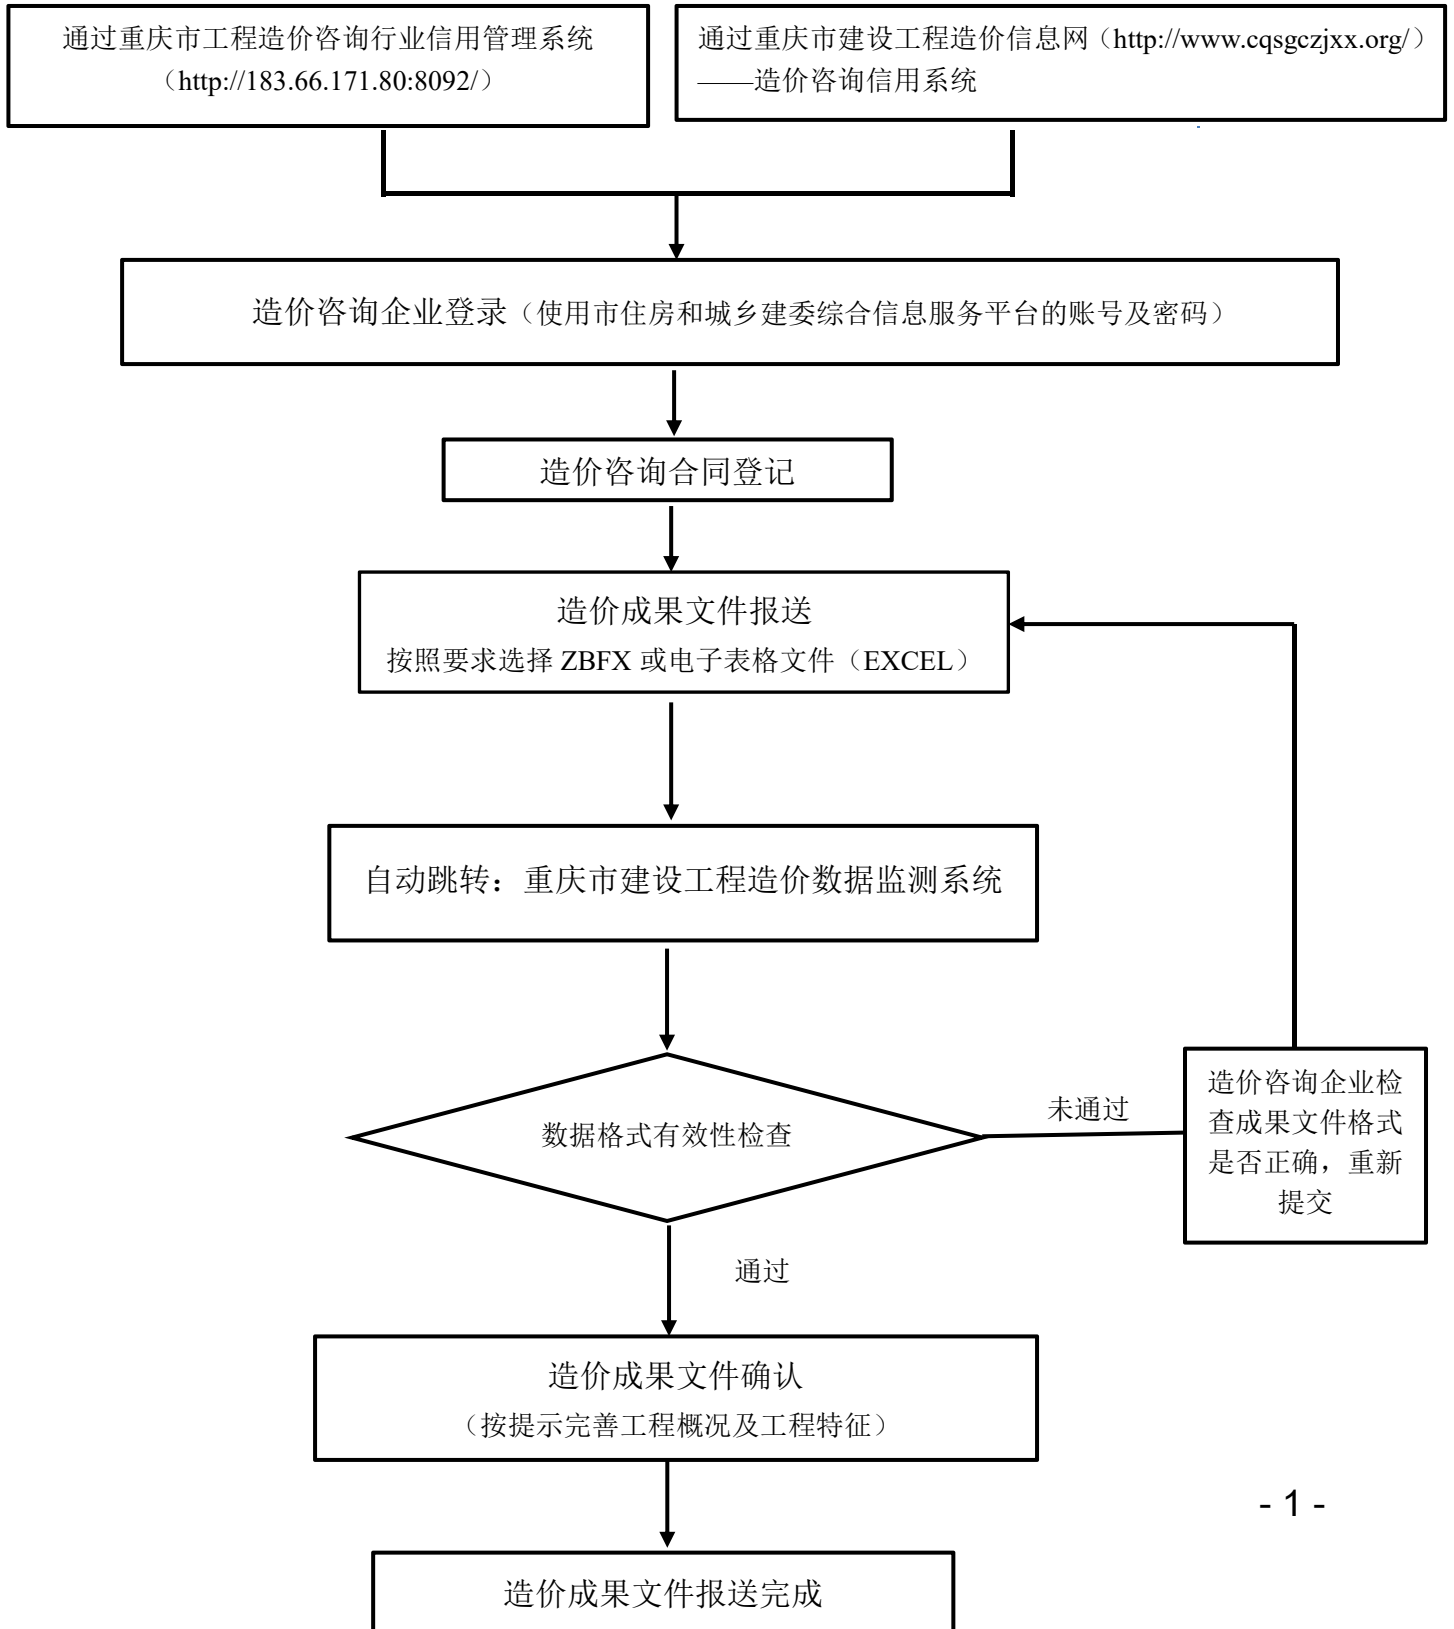 通过重庆市工程造价咨询行业信用管理系统
（http://183.66.171.80:8092/）
通过重庆市建设工程造价信息网（http://www.cqsgczjxx.org/）
——造价咨询信用系统
造价咨询企业登录（使用市住房和城乡建委综合信息服务平台的账号及密码）
造价咨询合同登记
造价成果文件报送
按照要求选择 ZBFX 或电子表格文件（EXCEL）
自动跳转：重庆市建设工程造价数据监测系统
数据格式有效性检查
未通过
造价咨询企业检
查成果文件格式
是否正确，重新
提交
通过
造价成果文件确认
（按提示完善工程概况及工程特征）
- 1 -
造价成果文件报送完成